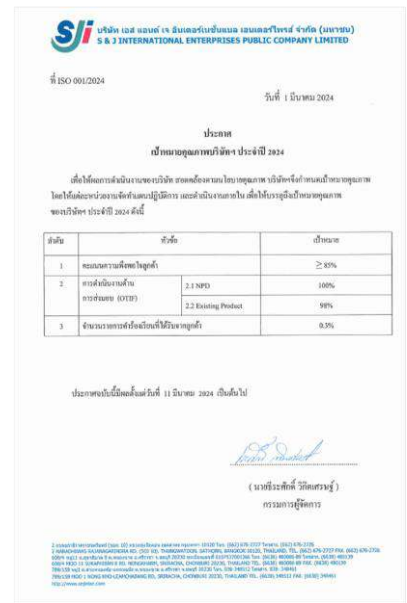 บริษัท เอส แอนด์ เจ อินเตอร์เนชั่นแนล เอนเตอร์ไพรส์ จำกัด (มหาชน)
S & J INTERNATIONAL ENTERPRISES PUBLIC COMPANY LIMITED
ที่ ISO 001/2024
วันที่ 1 มีนาคม 2024
ประกาศ
เป้าหมายคุณภาพบริษัทฯ ประจำปี 2024
เพื่อให้ผลการดำเนินงานของบริษัท สอดคล้องตามนโยบายคุณภาพ บริษัทฯจึงกำหนดเป้าหมายคุณภาพ
โดยให้แต่ละหน่วยงานจัดทำแผนปฏิบัติการ และดำเนินงานภายใน เพื่อให้บรรลุถึงเป้าหมายคุณภาพ
ของบริษัทฯ ประจำปี 2024 ดังนี้
ลำดับ หัวข้อ เป้าหมาย
1 คะแนนความพึงพอใจลูกค้า ≥ 85%
2 การดำเนินงานด้าน 2.1 NPD 100%
การส่งมอบ (OTIF)
2.2 Existing Product 98%
3 จำนวนรายการคำร้องเรียนที่ได้รับจากลูกค้า 0.3%
ประกาศฉบับนี้มีผลตั้งแต่วันที่ 11 มีนาคม 2024 เป็นต้นไป
( นายธีระศักดิ์ วิกิตเศรษฐ์ )
กรรมการผู้จัดการ
http://www.sjinter.com